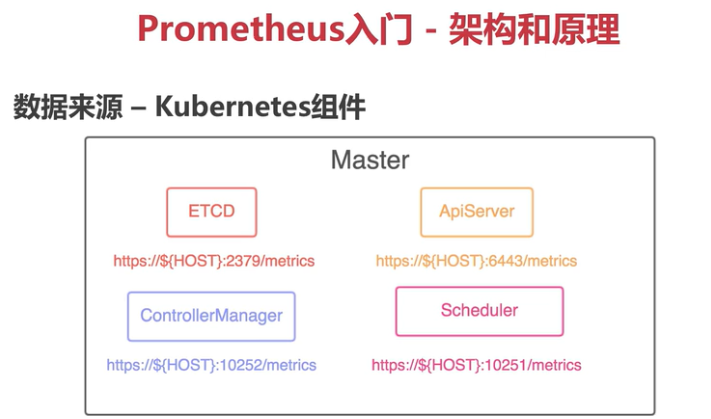 Prometheus入门 - 架构和原理
数据来源 – Kubernetes组件
Master
ETCD
ApiServer
https://${HOST}:2379/metrics
https://${HOST}:6443/metrics
ControllerManager
Scheduler
https://${HOST}:10252/metrics
https://${HOST}:10251/metrics